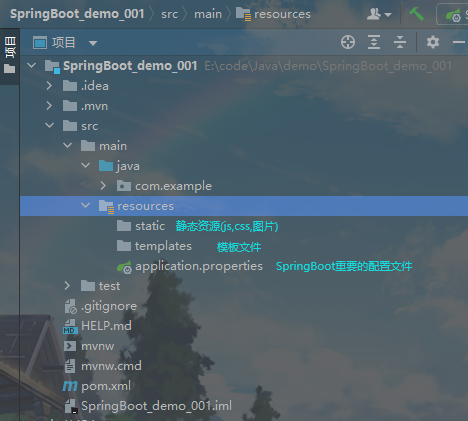 SpringBoot_demo_001 〉 src 〉 main 〉 resources
项目
项目
SpringBoot_demo_001 E:\code\Java\demo\SpringBoot_demo_001
.idea
.mvn
src
main
java
com.example
resources
static 静态资源(js,css,图片)
templates 模板文件
application.properties SpringBoot重要的配置文件
test
.gitignore
HELP.md
mvnw
mvnw.cmd
pom.xml
SpringBoot_demo_001.iml